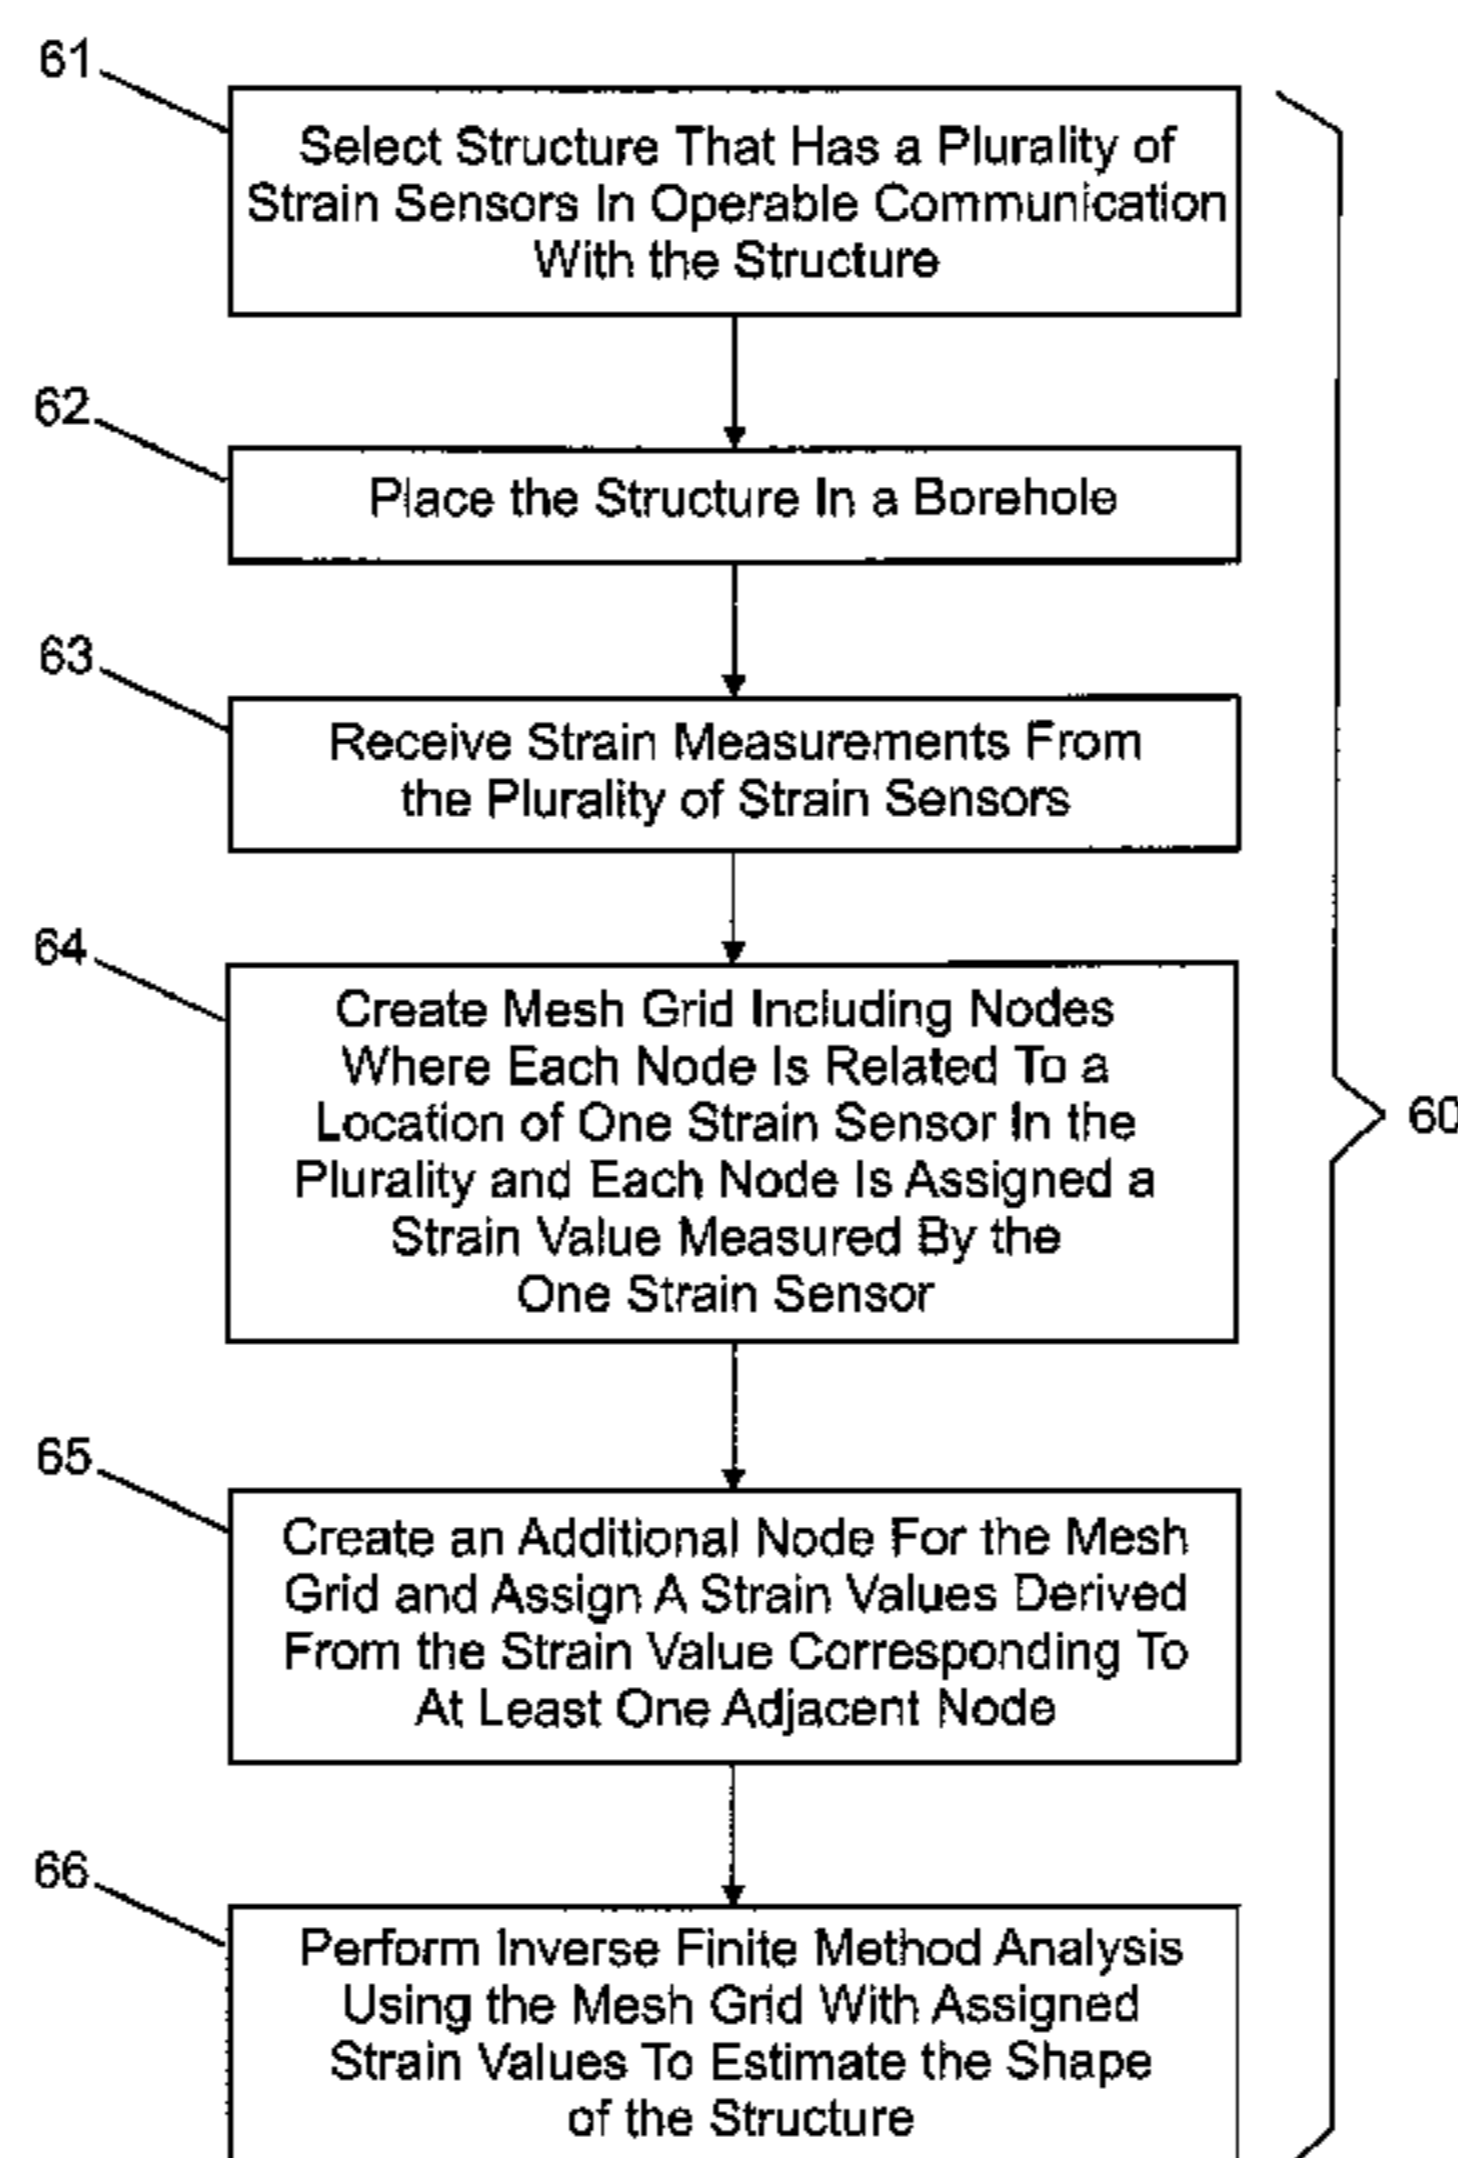 61
Select Structure That Has a Plurality of
Strain Sensors In Operable Communication
With the Structure
62
Place the Structure In a Borehole
63
Receive Strain Measurements From
the Plurality of Strain Sensors
64
Create Mesh Grid Including Nodes
Where Each Node Is Related To a
Location of One Strain Sensor In the
Plurality and Each Node Is Assigned a
Strain Value Measured By the
One Strain Sensor
60
65
Create an Additional Node For the Mesh
Grid and Assign A Strain Values Derived
From the Strain Value Corresponding To
At Least One Adjacent Node
66
Perform Inverse Finite Method Analysis
Using the Mesh Grid With Assigned
Strain Values To Estimate the Shape
of the Structure